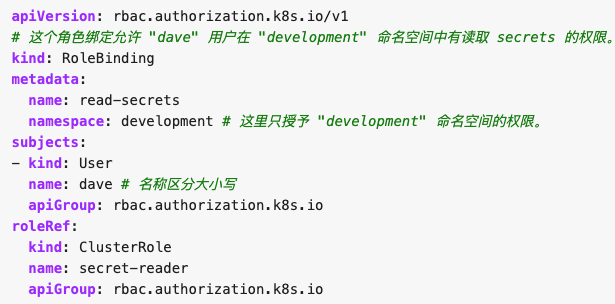 apiVersion: rbac.authorization.k8s.io/v1
# 这个角色绑定允许 "dave" 用户在 "development" 命名空间中有读取 secrets 的权限。
kind: RoleBinding
metadata:
  name: read-secrets
  namespace: development # 这里只授予 "development" 命名空间的权限。
subjects:
- kind: User
  name: dave # 名称区分大小写
  apiGroup: rbac.authorization.k8s.io
roleRef:
  kind: ClusterRole
  name: secret-reader
  apiGroup: rbac.authorization.k8s.io